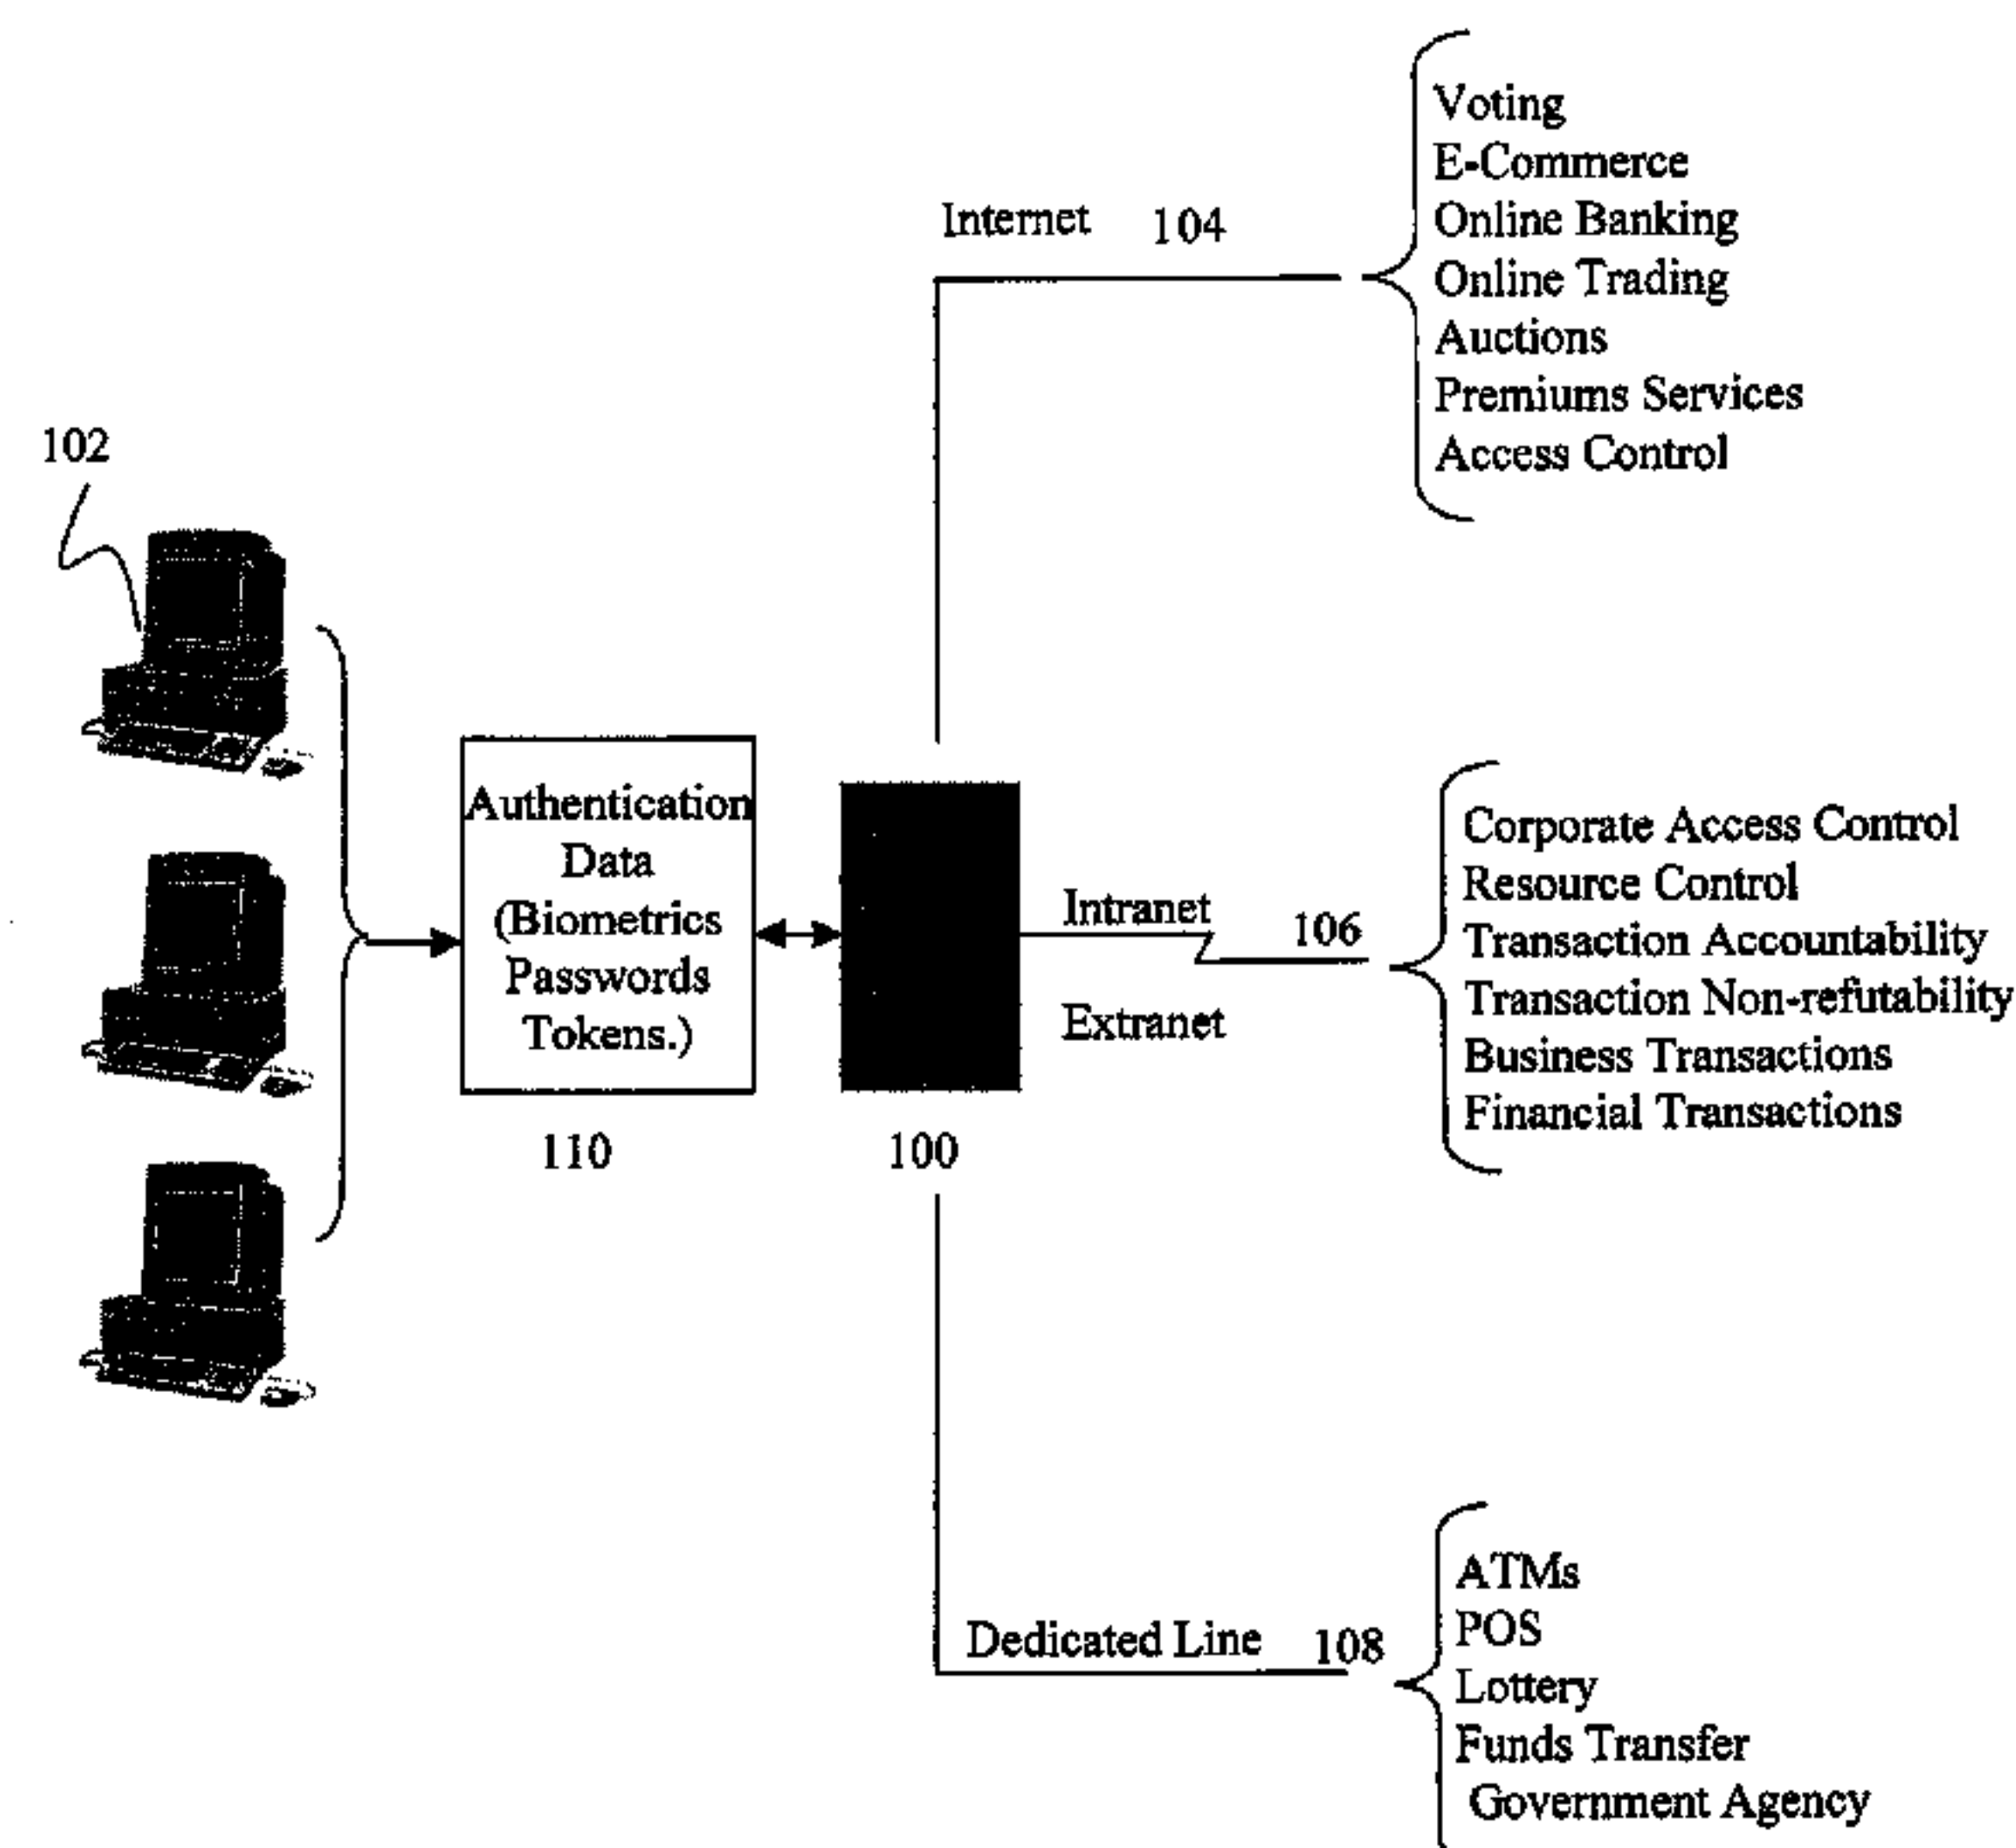 Internet 104
Voting
E-Commerce
Online Banking
Online Trading
Auctions
Premiums Services
Access Control
102
Authentication
Data
(Biometrics
Passwords
Tokens.)
110
100
Intranet 106
Extranet
Corporate Access Control
Resource Control
Transaction Accountability
Transaction Non-refutability
Business Transactions
Financial Transactions
Dedicated Line 108
ATMs
POS
Lottery
Funds Transfer
Government Agency